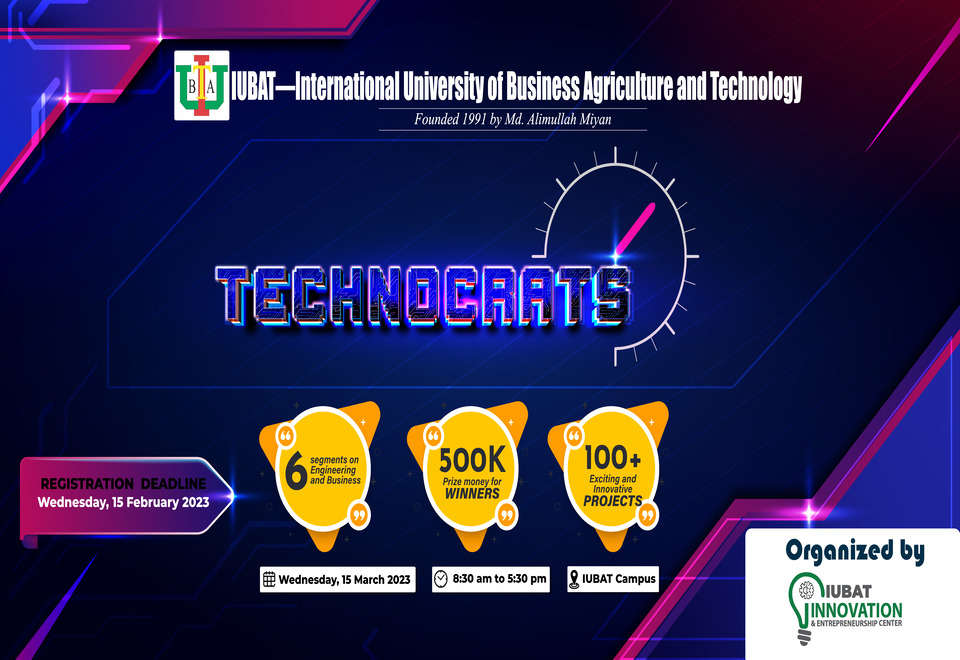 IUBAT—International University of Business Agriculture and Technology
Founded 1991 by Md. Alimullah Miyan
TECHNOCRATS
6
segments on
Engineering
and Business
500K
Prize money for
WINNERS
100+
Exciting and
Innovative
PROJECTS
REGISTRATION DEADLINE
Wednesday, 15 February 2023
Wednesday, 15 March 2023
8:30 am to 5:30 pm
IUBAT Campus
Organized by
IUBAT
INNOVATION
& ENTREPRENEURSHIP CENTER